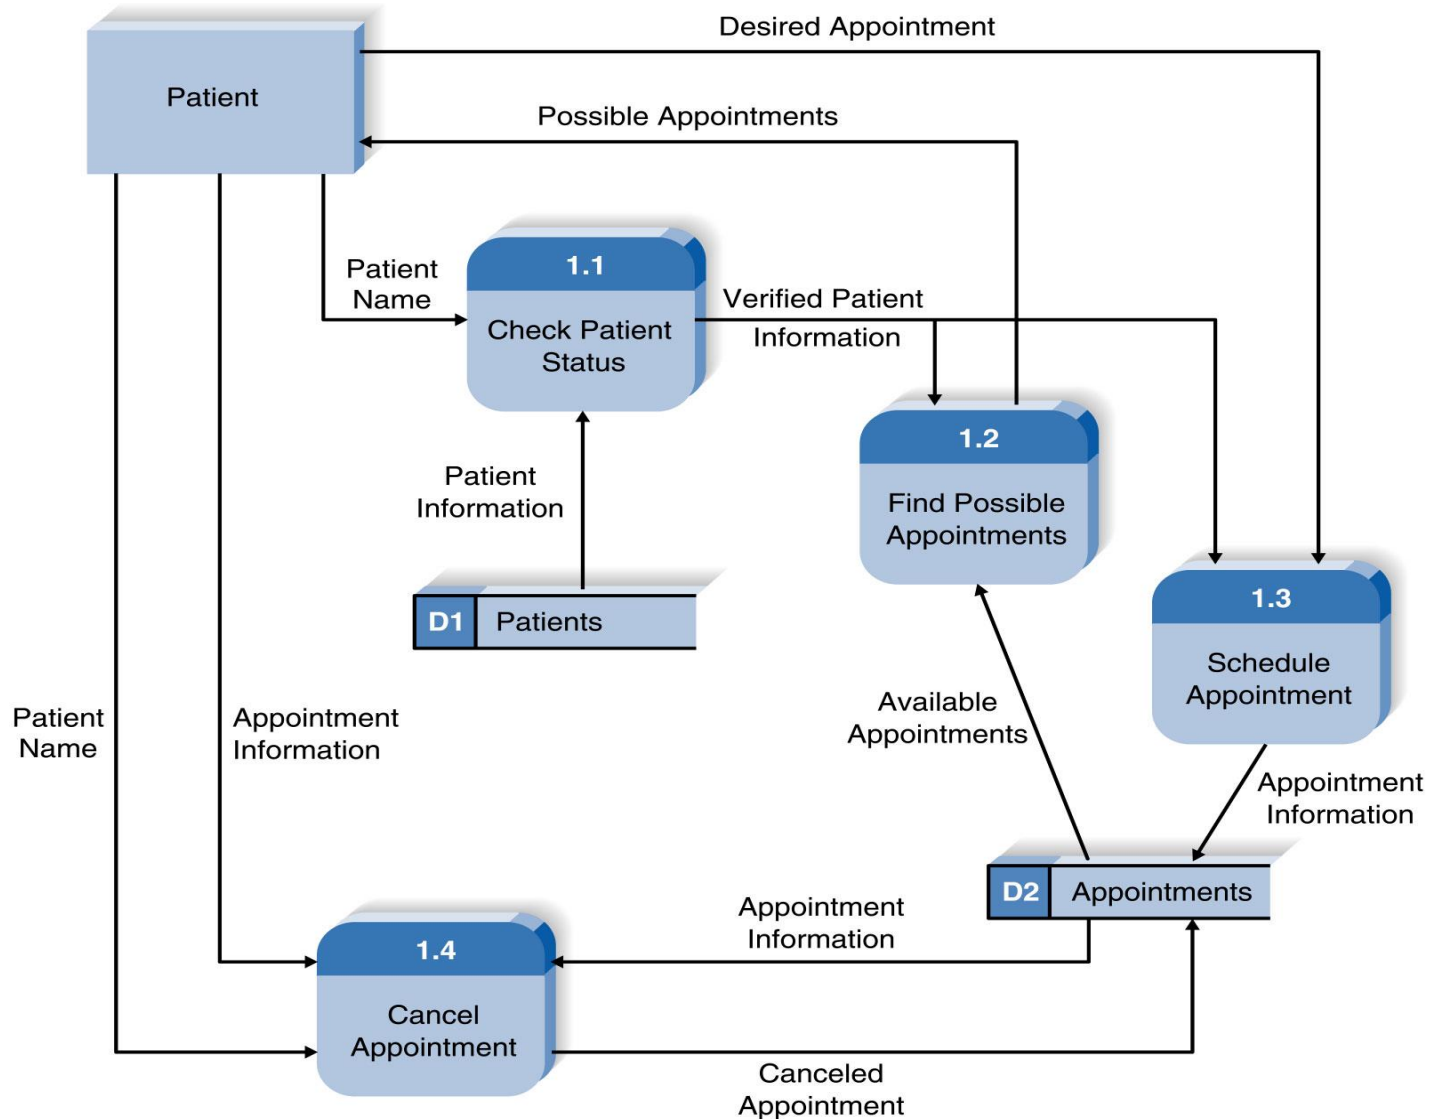 Desired Appointment
Patient
Possible Appointments
1.1
Patient
Name
Check Patient
Status
Verified Patient
Information
1.2
Find Possible
Appointments
Patient
Information
D1 Patients
1.3
Schedule
Appointment
Patient
Name
Appointment
Information
Available
Appointments
Appointment
Information
D2 Appointments
Appointment
Information
1.4
Cancel
Appointment
Canceled
Appointment